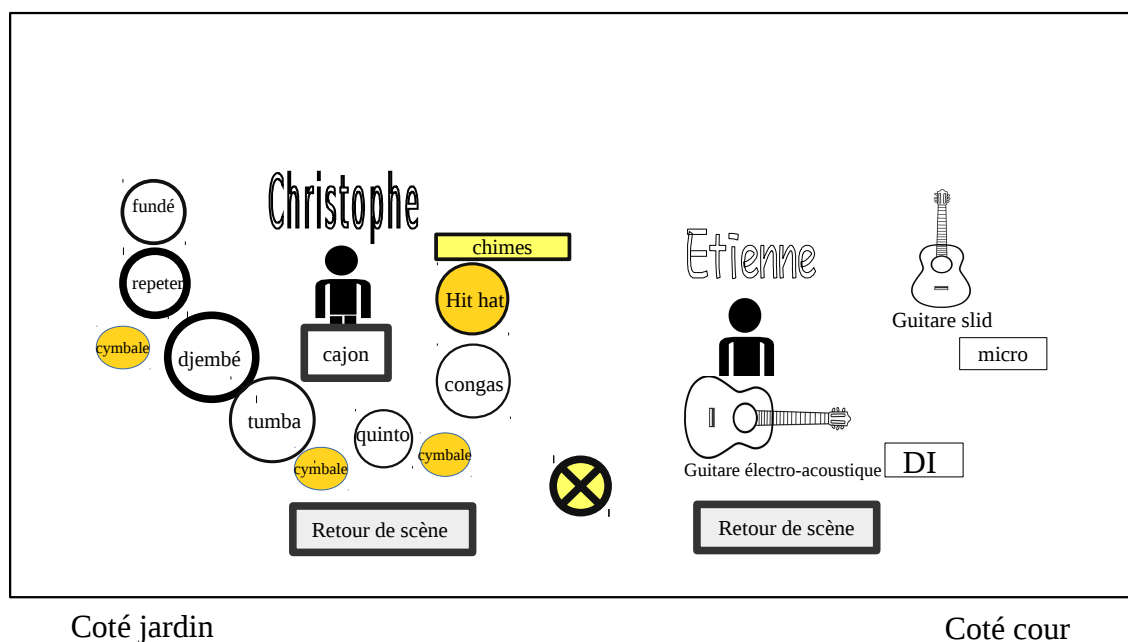 Christophe
fundé
chimes
Etienne
repeter
Hit hat
Guitare slid
cymbale
djembé
cajon
micro
congas
tumba
quinto
cymbale
cymbale
Guitare électro-acoustique
DI
Retour de scène
Retour de scène
Coté jardin
Coté cour